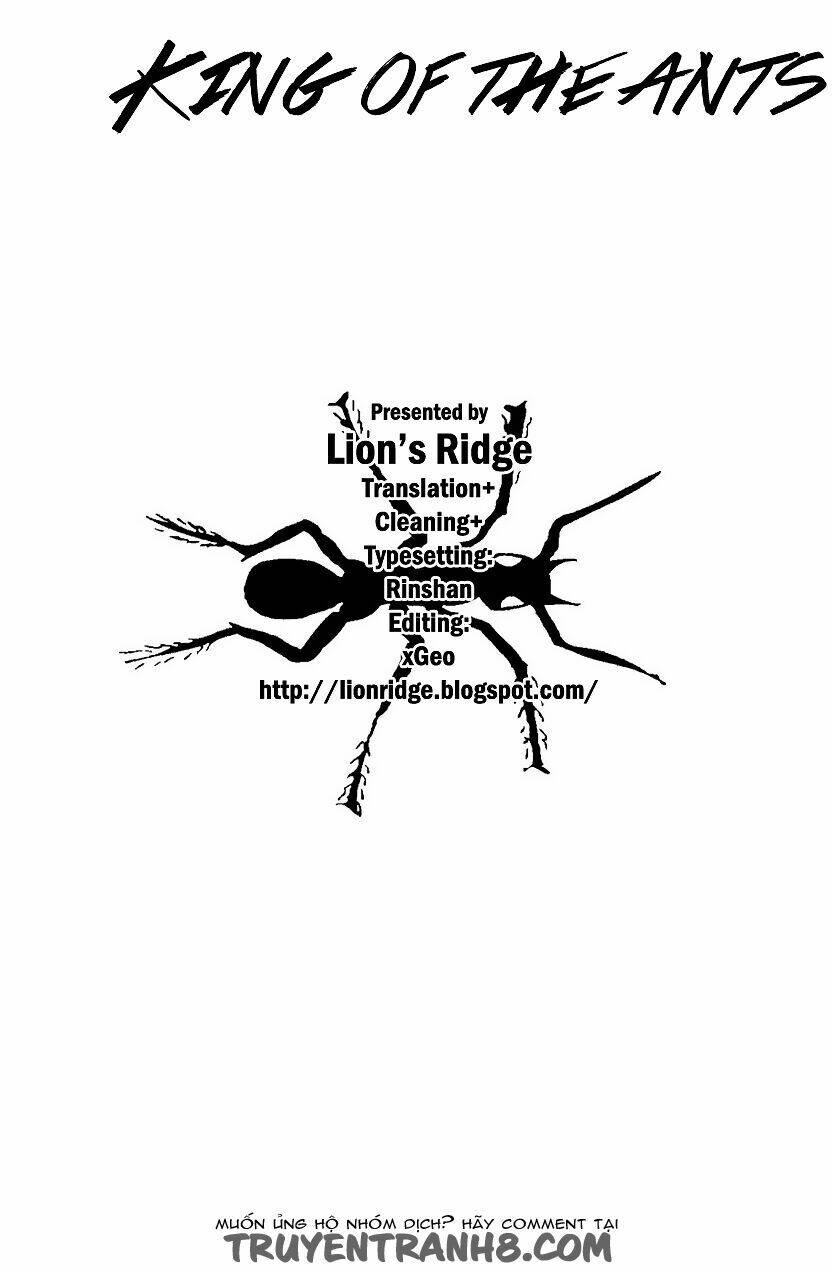 KING OF THE ANTS
Presented by
Lion's Ridge
Translation+
Cleaning+
Typesetting:
Rinshan
Editing:
xGeo
http://lionridge.blogspot.com/
MUỐN ỦNG HỘ NHÓM DỊCH? HÃY COMMENT TẠI
TRUYENTRANH8.COM